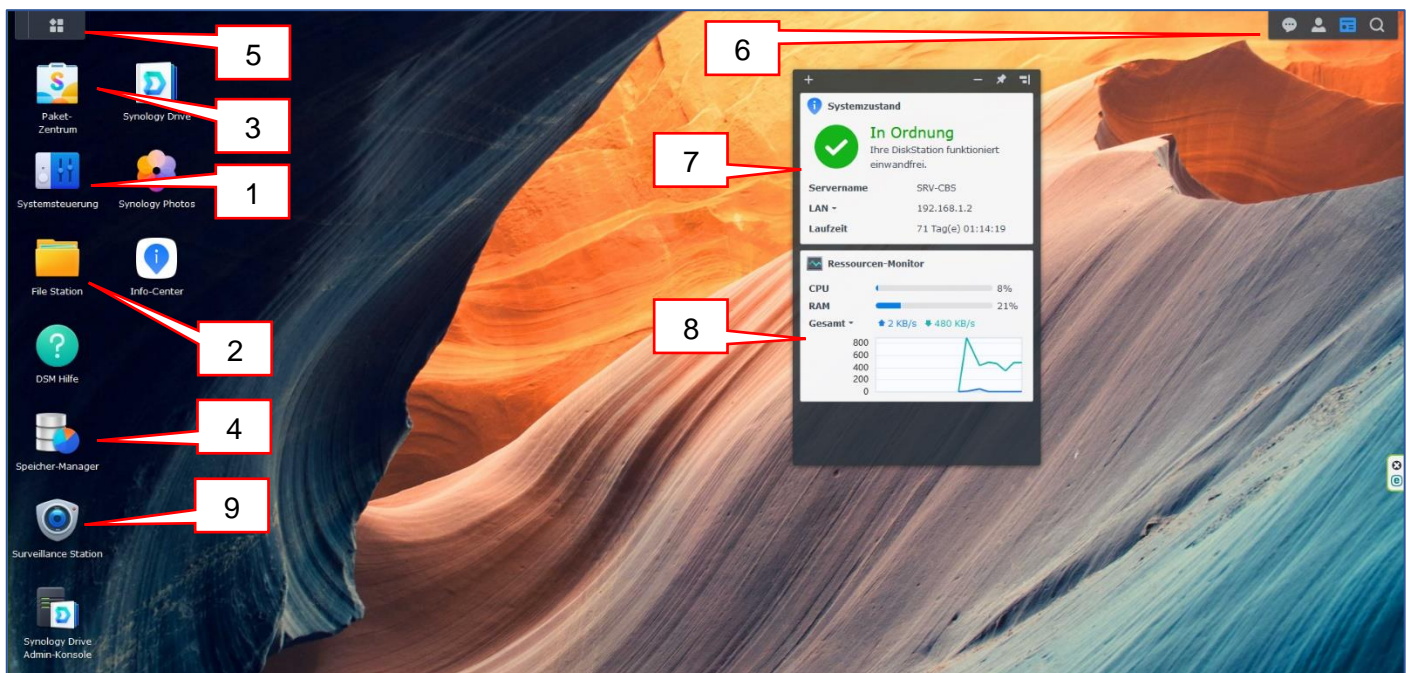 5
6
Paket-
Zentrum
Synology Drive
3
Systemsteuerung
Synology Photos
1
File Station
Info-Center
2
DSM Hilfe
4
Speicher-Manager
9
Surveillance Station
Synology Drive
Admin-Konsole
7
Systemzustand
In Ordnung
Ihre DiskStation funktioniert
einwandfrei.
Servername SRV-CBS
LAN 192.168.1.2
Laufzeit 71 Tag(e) 01:14:19
8
Ressourcen-Monitor
CPU 8%
RAM 21%
Gesamt 2 KB/s 480 KB/s
800
600
400
200
0